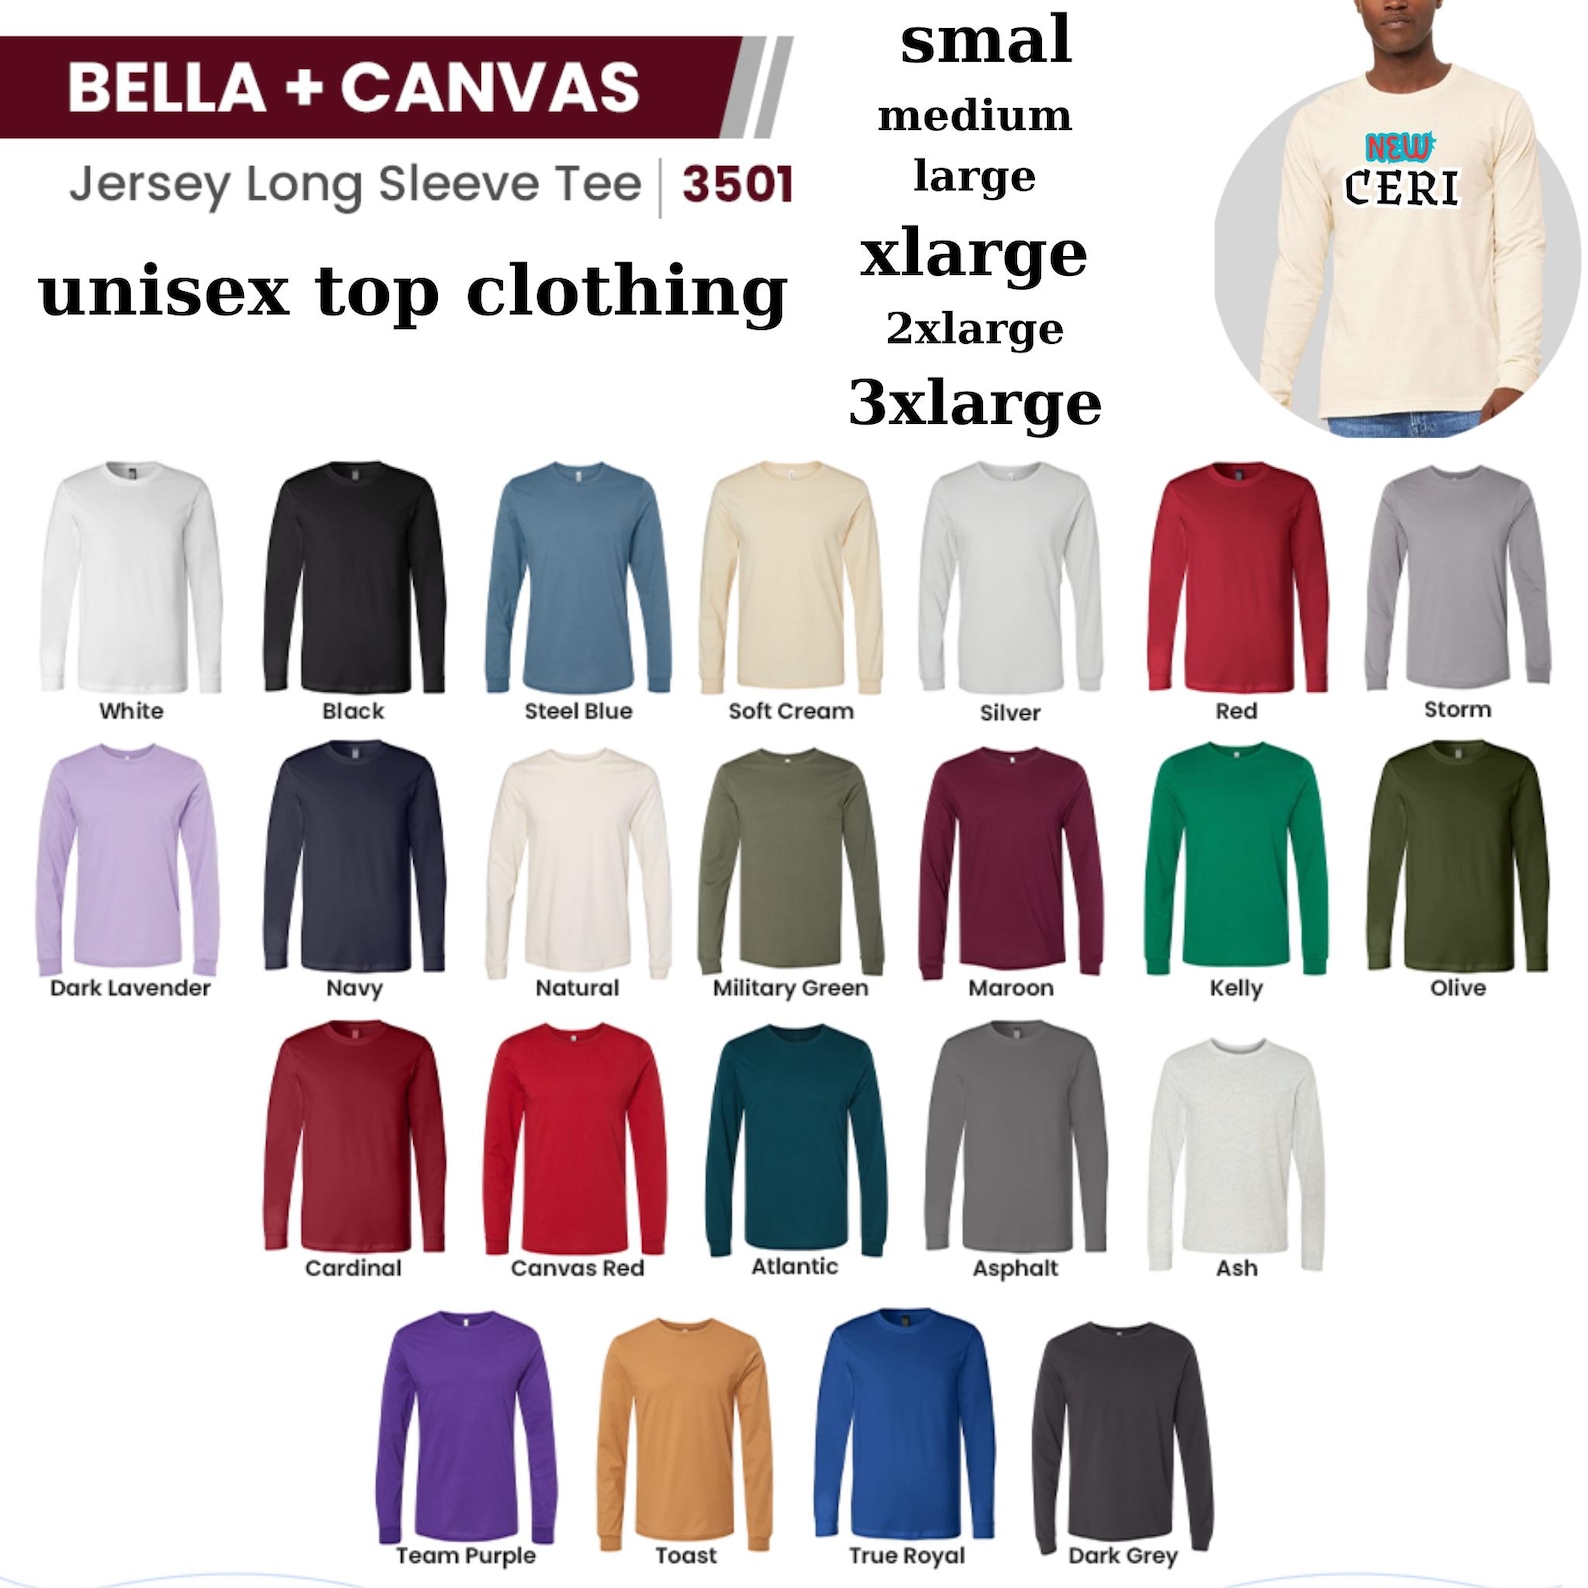 BELLA + CANVAS
Jersey Long Sleeve Tee | 3501
unisex top clothing
smal
medium
large
xlarge
2xlarge
3xlarge
NEW
CERI
White
Black
Steel Blue
Soft Cream
Silver
Red
Storm
Dark Lavender
Navy
Natural
Military Green
Maroon
Kelly
Olive
Cardinal
Canvas Red
Atlantic
Asphalt
Ash
Team Purple
Toast
True Royal
Dark Grey